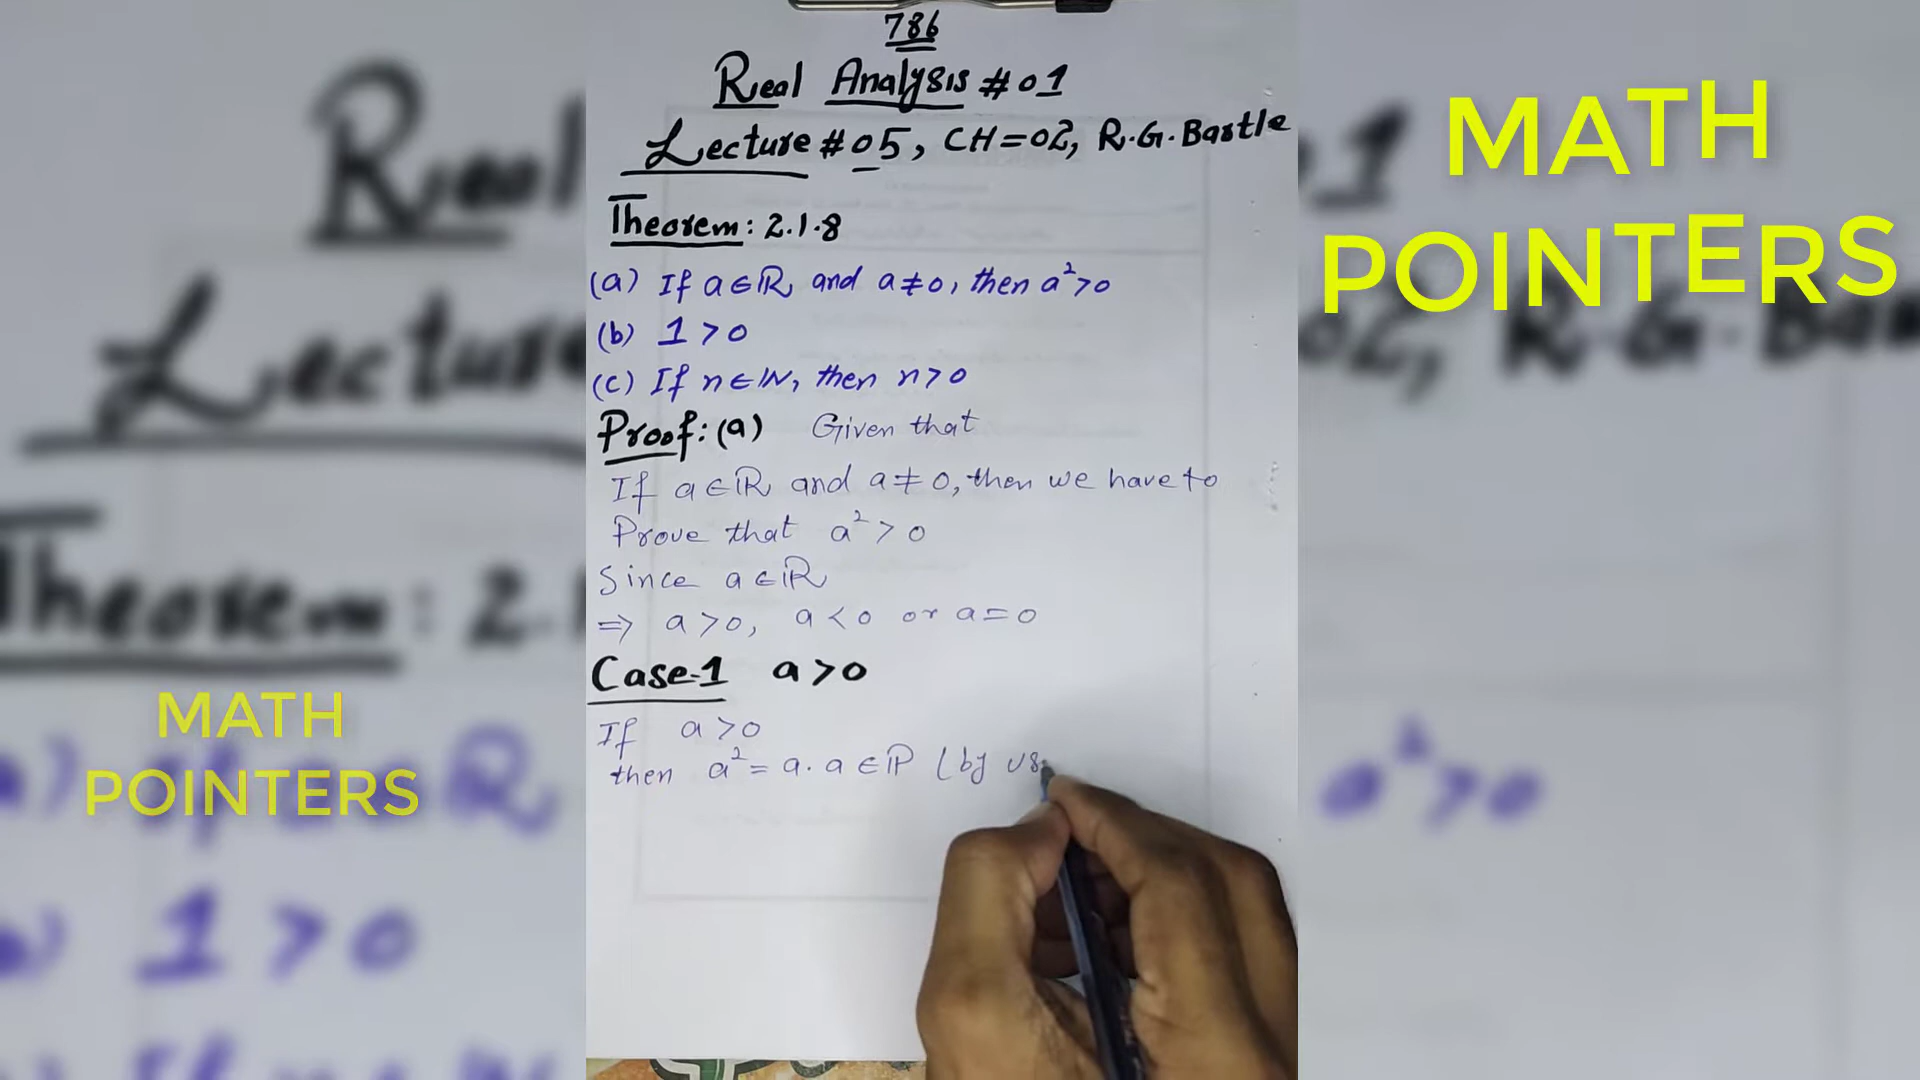 786
Real Analysis #01
Lecture #05, CH=02, R.G.Bastle
Theorem: 2.1.8
(a) If a∈ℝ and a≠0, then a²>0
(b) 1>0
(c) If n∈ℕ, then n>0
Proof: (a) Given that
If a∈ℝ and a≠0, then we have to
Prove that a²>0
Since a∈ℝ
⇒ a>0, a<0 or a=0
Case-1 a>0
If a>0
then a²=a.a∈ℙ (by us
MATH
POINTERS
MATH
POINTERS